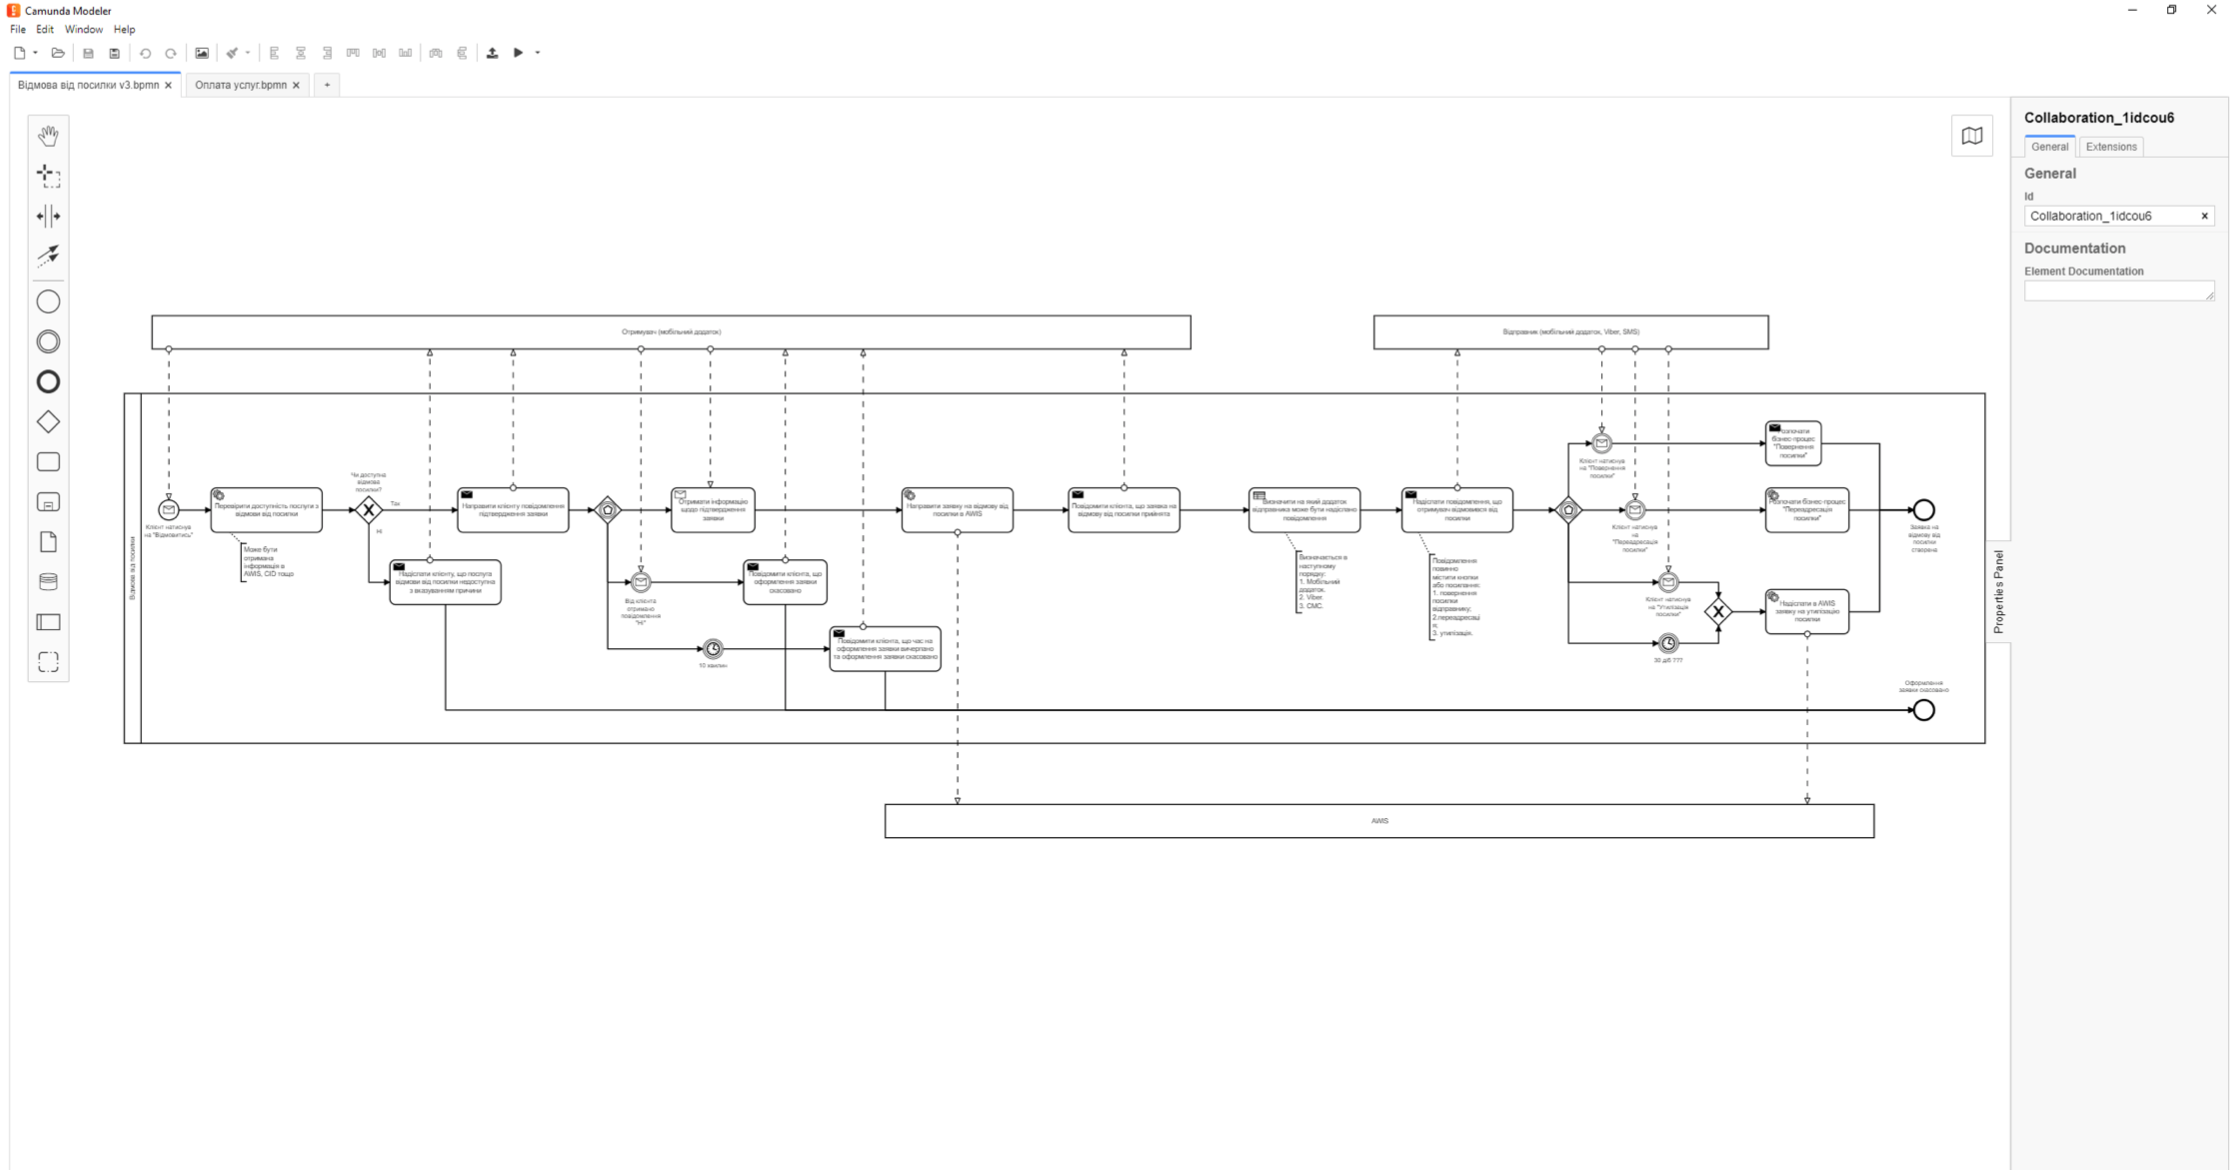 Camunda Modeler
File Edit Window Help
Відмова від посилки v3.bpmn
Оплата услуг.bpmn
+
Collaboration_1idcou6
General Extensions
General
Id
Collaboration_1idcou6
Documentation
Element Documentation
Properties Panel
Отримувач (мобільний додаток)
Відправник (мобільний додаток, Viber, SMS)
Відмова від посилки
Клієнт натиснув
на "Відмовитись"
Перевірити доступність послуги з
відмови від посилки
Може бути
отримана
інформація в
AWIS, CID тощо
Чи доступна
відмова
посилки?
Так
Ні
Надіслати клієнту, що послуга
відмови від посилки недоступна
з вказуванням причини
Направити клієнту повідомлення
підтвердження заявки
Отримати інформацію
щодо підтвердження
заявки
Від клієнта
отримано
повідомлення
"Ні"
Повідомити клієнта, що
оформлення заявки
скасовано
10 хвилин
Повідомити клієнта, що час на
оформлення заявки вичерпано
та оформлення заявки скасовано
Направити заявку на відмову від
посилки в AWIS
Повідомити клієнта, що заявка на
відмову від посилки прийнята
Визначити на який додаток
відправника може бути надіслано
повідомлення
Визначається в
наступному
порядку:
1. Мобільний
додаток.
2. Viber.
3. СМС.
Надіслати повідомлення, що
отримувач відмовився від
посилки
Повідомлення
повинно
містити кнопки
або посилання:
1. повернення
посилки
відправнику;
2.переадресаці
я;
3. утилізація.
Клієнт натиснув
на "Повернення
посилки"
Розпочати
бізнес-процес
"Повернення
посилки"
Клієнт натиснув
на
"Переадресація
посилки"
Розпочати бізнес-процес
"Переадресація
посилки"
Клієнт натиснув
на "Утилізація
посилки"
30 діб ???
Надіслати в AWIS
заявку на утилізацію
посилки
Заявка на
відмову від
посилки
створена
Оформлення
заявки скасовано
AWIS